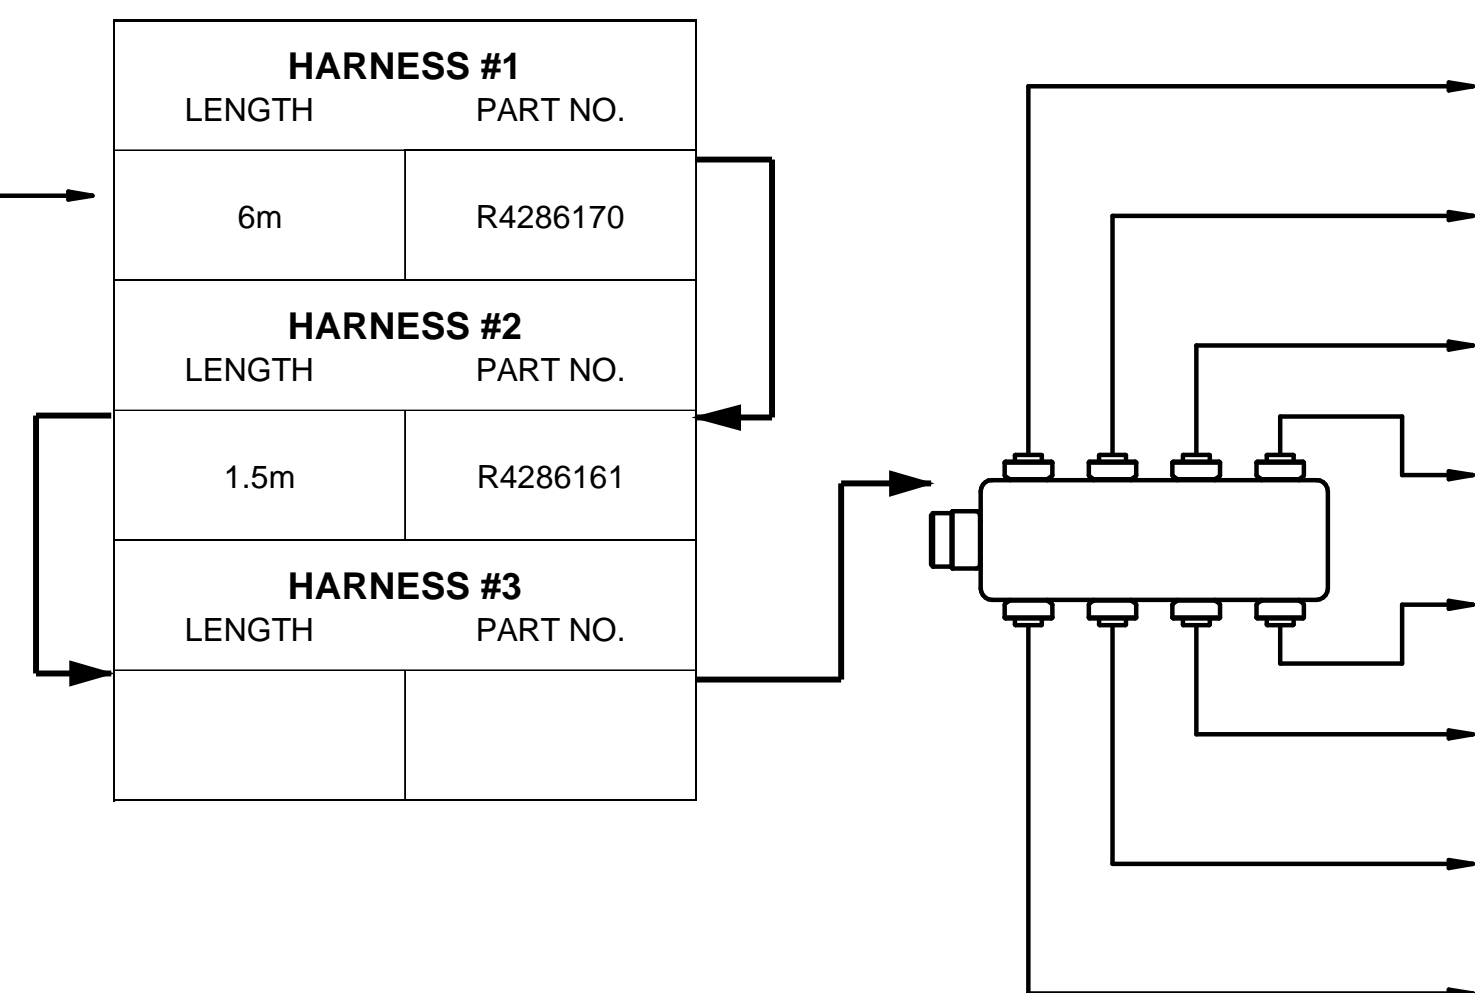 HARNESS #1
LENGTH PART NO.
6m R4286170
HARNESS #2
LENGTH PART NO.
1.5m R4286161
HARNESS #3
LENGTH PART NO.